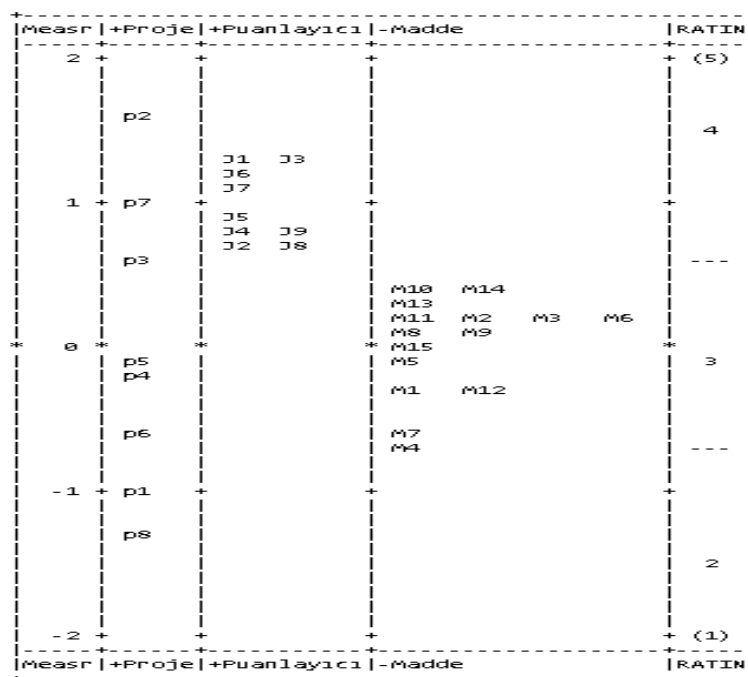 Measr|+Proje|+Puanlayıcı|-Madde |RATIN
2 + + + + (5)
p2
4
J1 J3
J6
J7
1 + p7 + + +
J5
J4 J9
J2 J8
p3 ---
M10 M14
M13
M11 M2 M3 M6
M8 M9
* 0 * * * M15 *
p5 M5 3
p4
M1 M12
p6 M7
M4 ---
-1 + p1 + + +
p8
2
-2 + + + + (1)
|Measr|+Proje|+Puanlayıcı|-Madde |RATIN